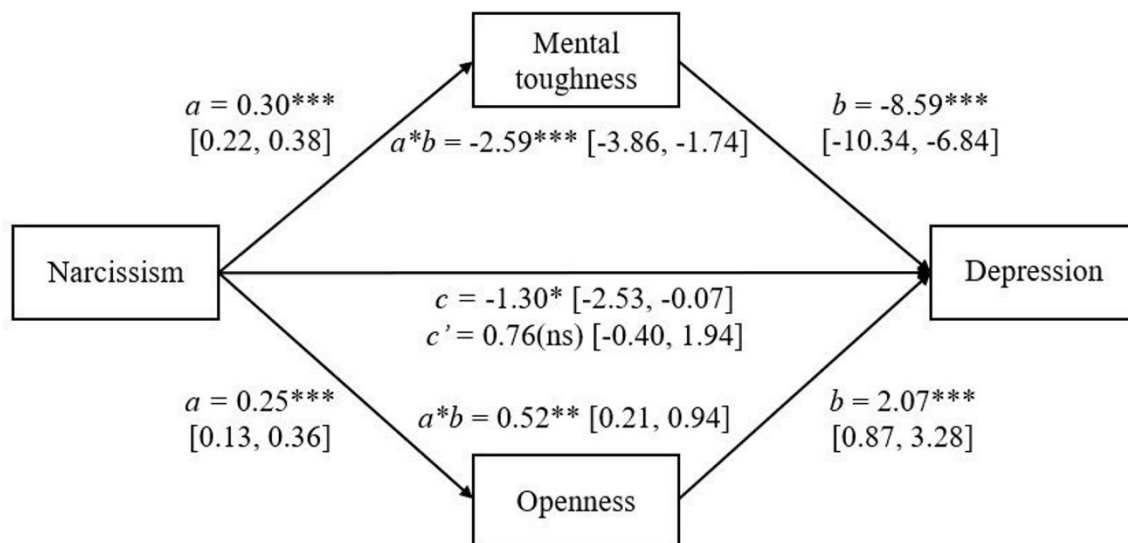 Mental
toughness
a = 0.30***
[0.22, 0.38]
b = -8.59***
[-10.34, -6.84]
a*b = -2.59*** [-3.86, -1.74]
Narcissism
Depression
c = -1.30* [-2.53, -0.07]
c’ = 0.76(ns) [-0.40, 1.94]
a = 0.25***
[0.13, 0.36]
a*b = 0.52** [0.21, 0.94]
b = 2.07***
[0.87, 3.28]
Openness